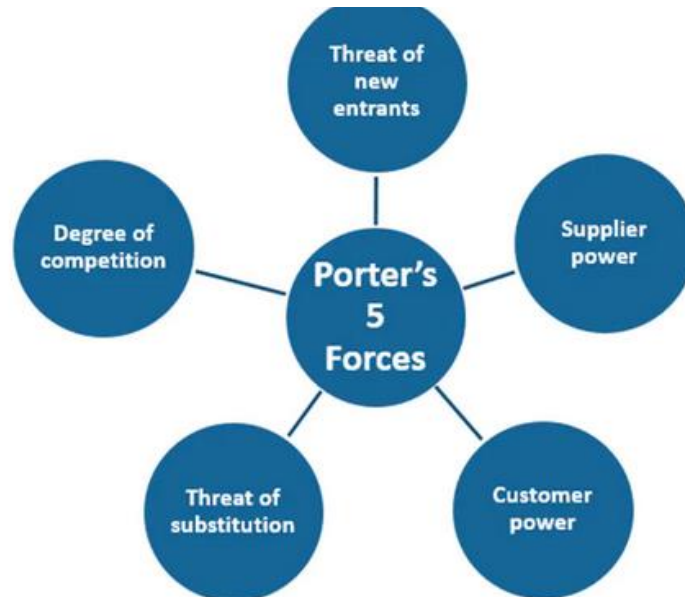 Threat of
new
entrants
Degree of
competition
Supplier
power
Porter's
5
Forces
Threat of
substitution
Customer
power